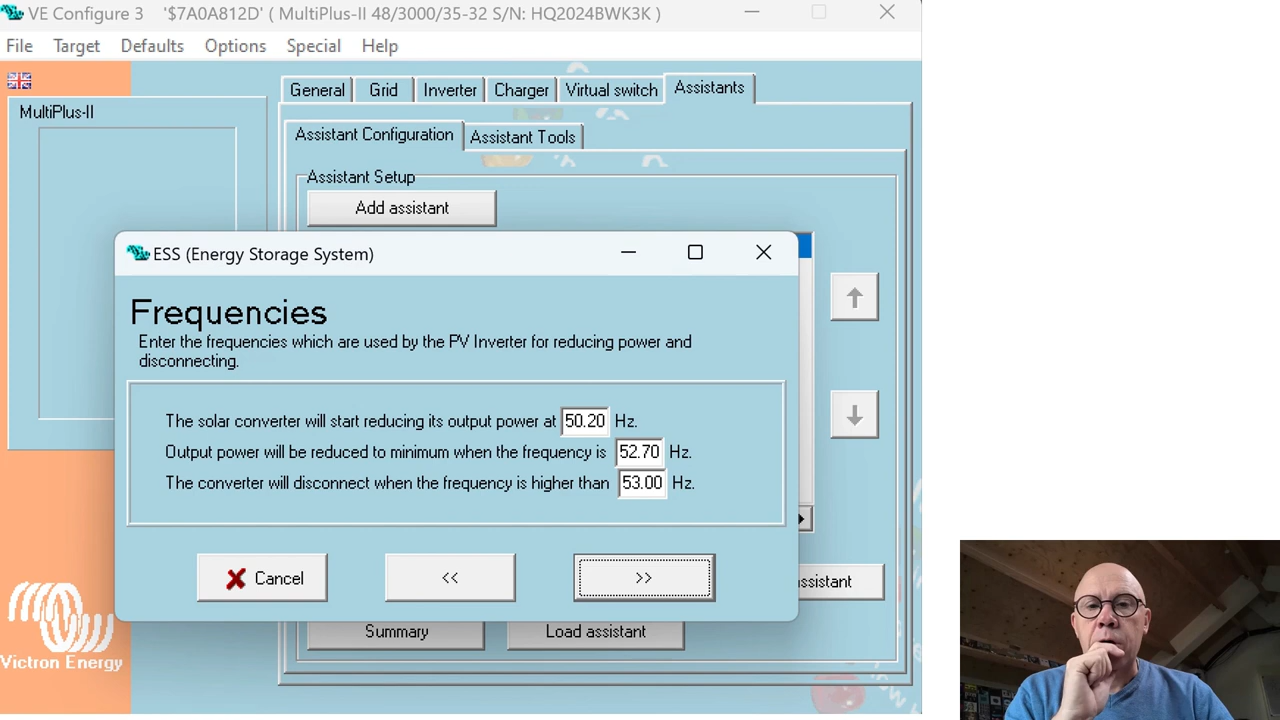 VE Configure 3 '$7A0A812D' ( MultiPlus-II 48/3000/35-32 S/N: HQ2024BWK3K )
File Target Defaults Options Special Help
General Grid Inverter Charger Virtual switch Assistants
MultiPlus-II
Assistant Configuration Assistant Tools
Assistant Setup
Add assistant
ESS (Energy Storage System)
Frequencies
Enter the frequencies which are used by the PV Inverter for reducing power and
disconnecting.
The solar converter will start reducing its output power at 50.20 Hz.
Output power will be reduced to minimum when the frequency is 52.70 Hz.
The converter will disconnect when the frequency is higher than 53.00 Hz.
Cancel << >>
ssistant
Summary Load assistant
Victron Energy